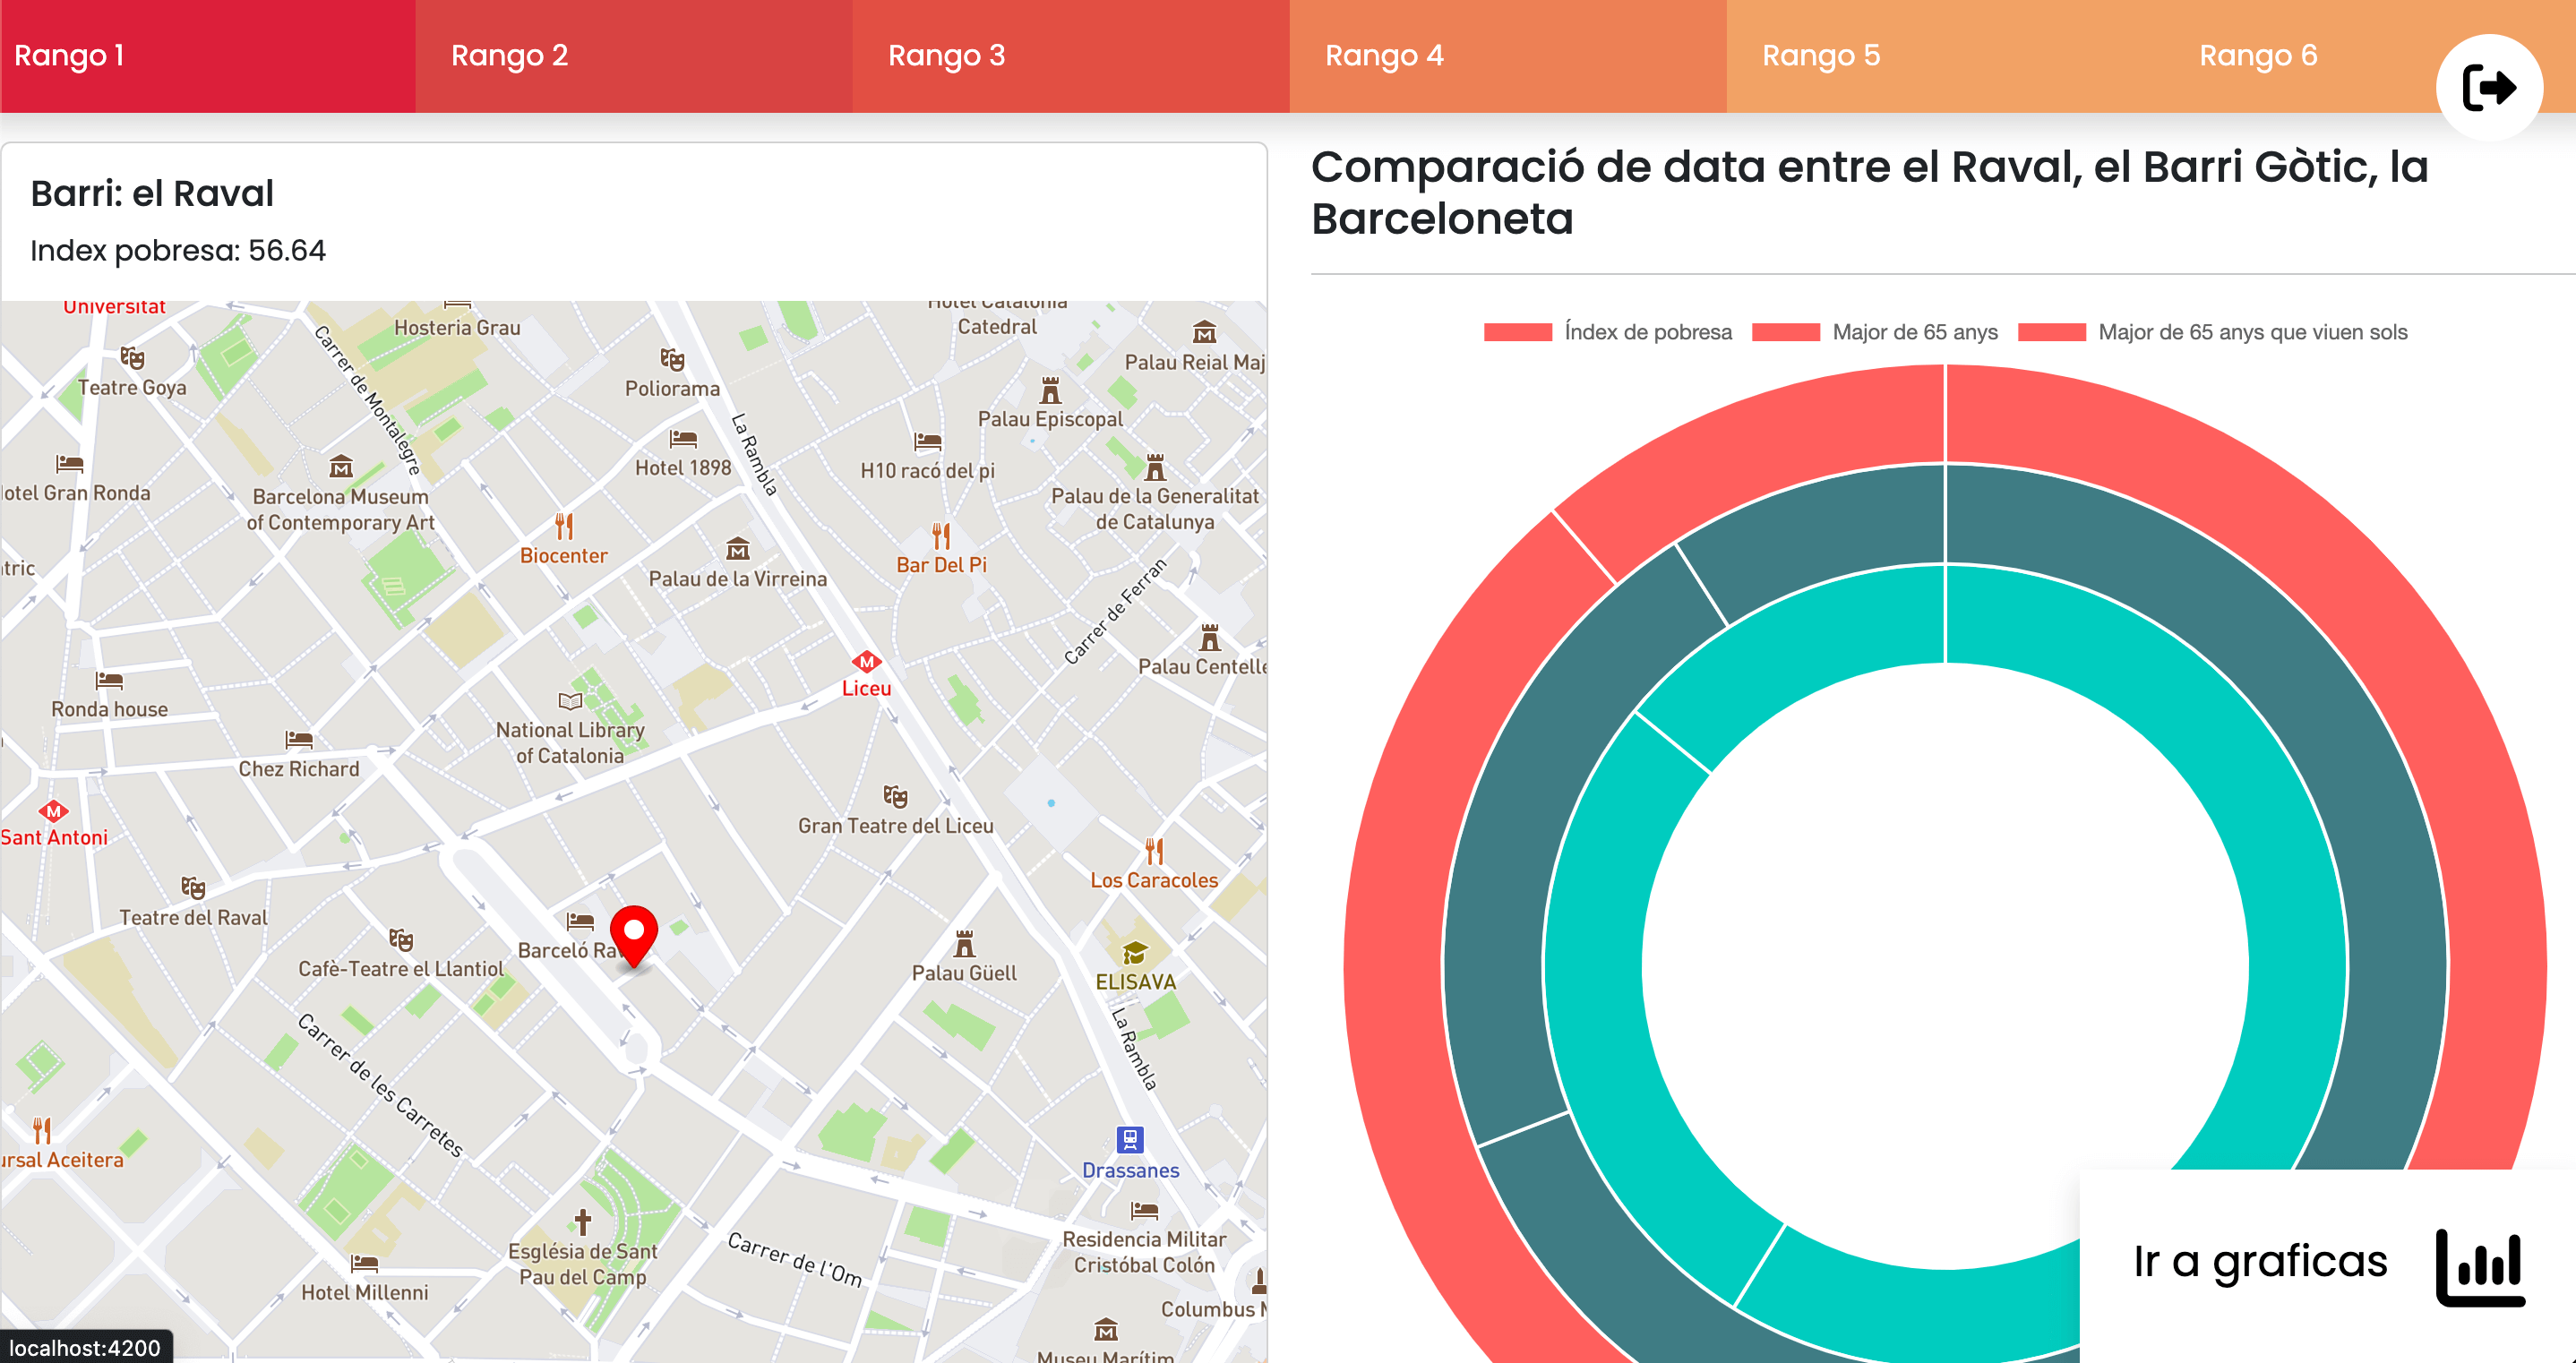 Rango 1
Rango 2
Rango 3
Rango 4
Rango 5
Rango 6
Barri: el Raval
Index pobresa: 56.64
Universitat
Hosteria Grau
Hotel Catalonia
Catedral
Palau Reial Maj
Teatre Goya
Carrer de Montalegre
Poliorama
Palau Episcopal
La Rambla
Hotel 1898
H10 racó del pi
otel Gran Ronda
Barcelona Museum
of Contemporary Art
Palau de la Generalitat
de Catalunya
Biocenter
Bar Del Pi
Palau de la Virreina
tric
Carrer de Ferran
Palau Centelle
Liceu
Ronda house
National Library
of Catalonia
Chez Richard
Sant Antoni
Gran Teatre del Liceu
Los Caracoles
Teatre del Raval
Barceló Rav
Cafè-Teatre el Llantiol
Palau Güell
ELISAVA
La Rambla
Carrer de les Carretes
ursal Aceitera
Drassanes
Residencia Militar
Cristóbal Colón
Església de Sant
Pau del Camp
Carrer de l'Om
Hotel Millenni
Columbus M
Museu Marítim
localhost:4200
Comparació de data entre el Raval, el Barri Gòtic, la
Barceloneta
Índex de pobresa
Major de 65 anys
Major de 65 anys que viuen sols
Ir a graficas